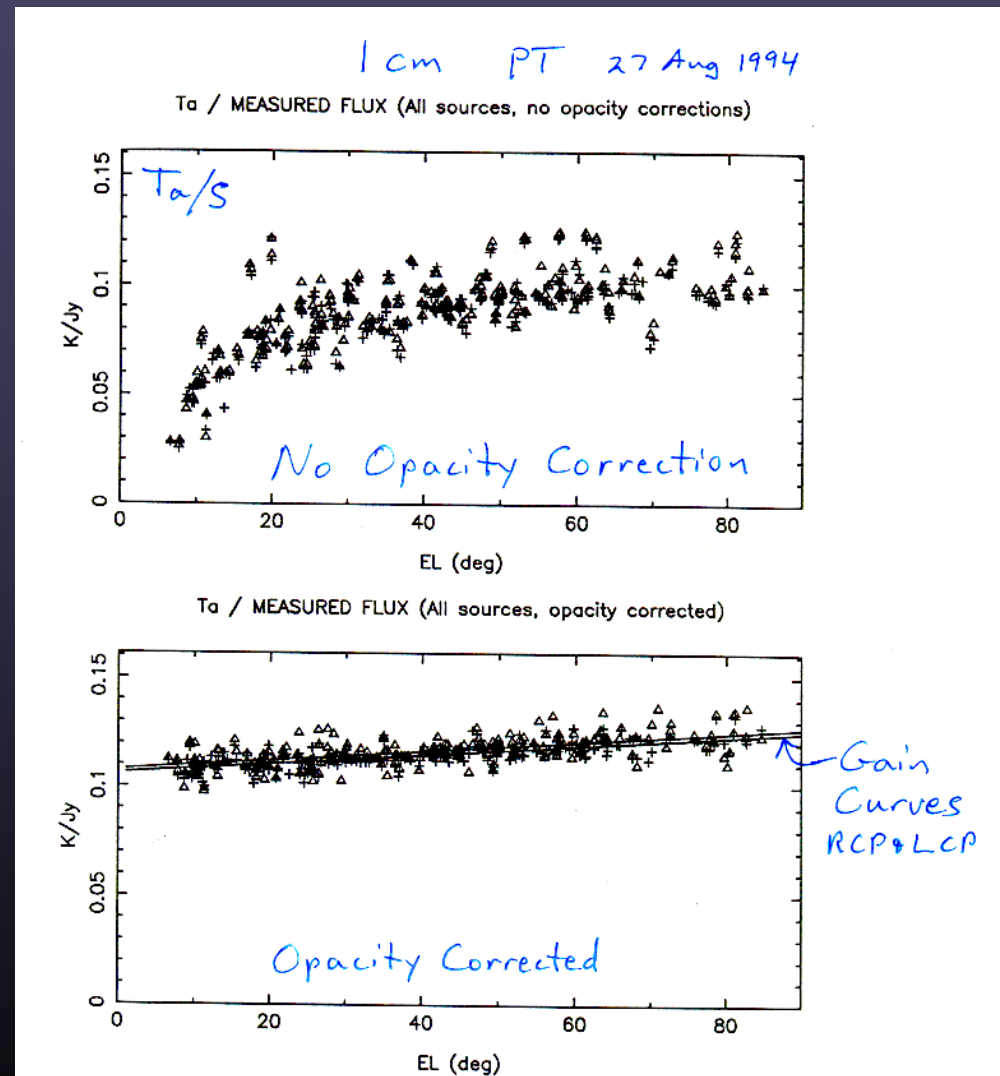 1 cm PT 27 Aug 1994
Ta / MEASURED FLUX (All sources, no opacity corrections)
Ta/S
0.15
0.1
0.05
0
K/Jy
No Opacity Correction
0 20 40 60 80
EL (deg)
Ta / MEASURED FLUX (All sources, opacity corrected)
0.15
0.1
0.05
0
K/Jy
Gain
Curves
RCP & LCP
Opacity Corrected
0 20 40 60 80
EL (deg)